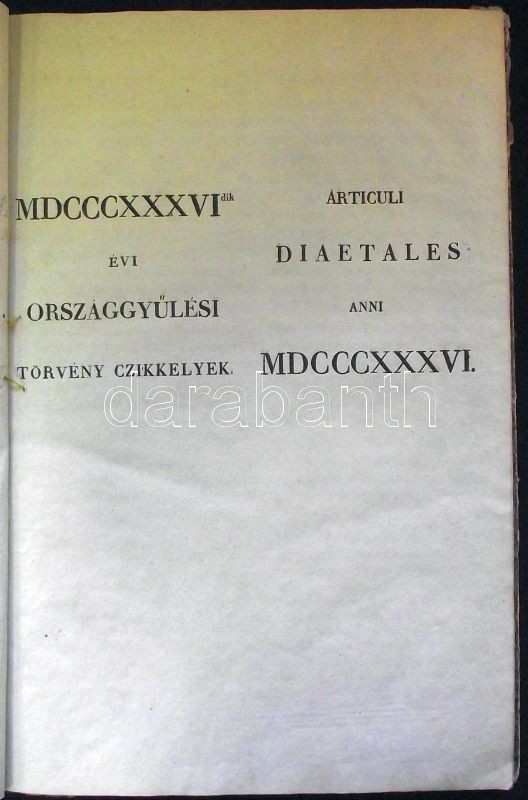 MDCCCXXXVIdik
ÉVI
ORSZÁGGYŰLÉSI
TÖRVÉNY CZIKKELYEK.
ARTICULI
DIAETALES
ANNI
MDCCCXXXVI.
darabanth